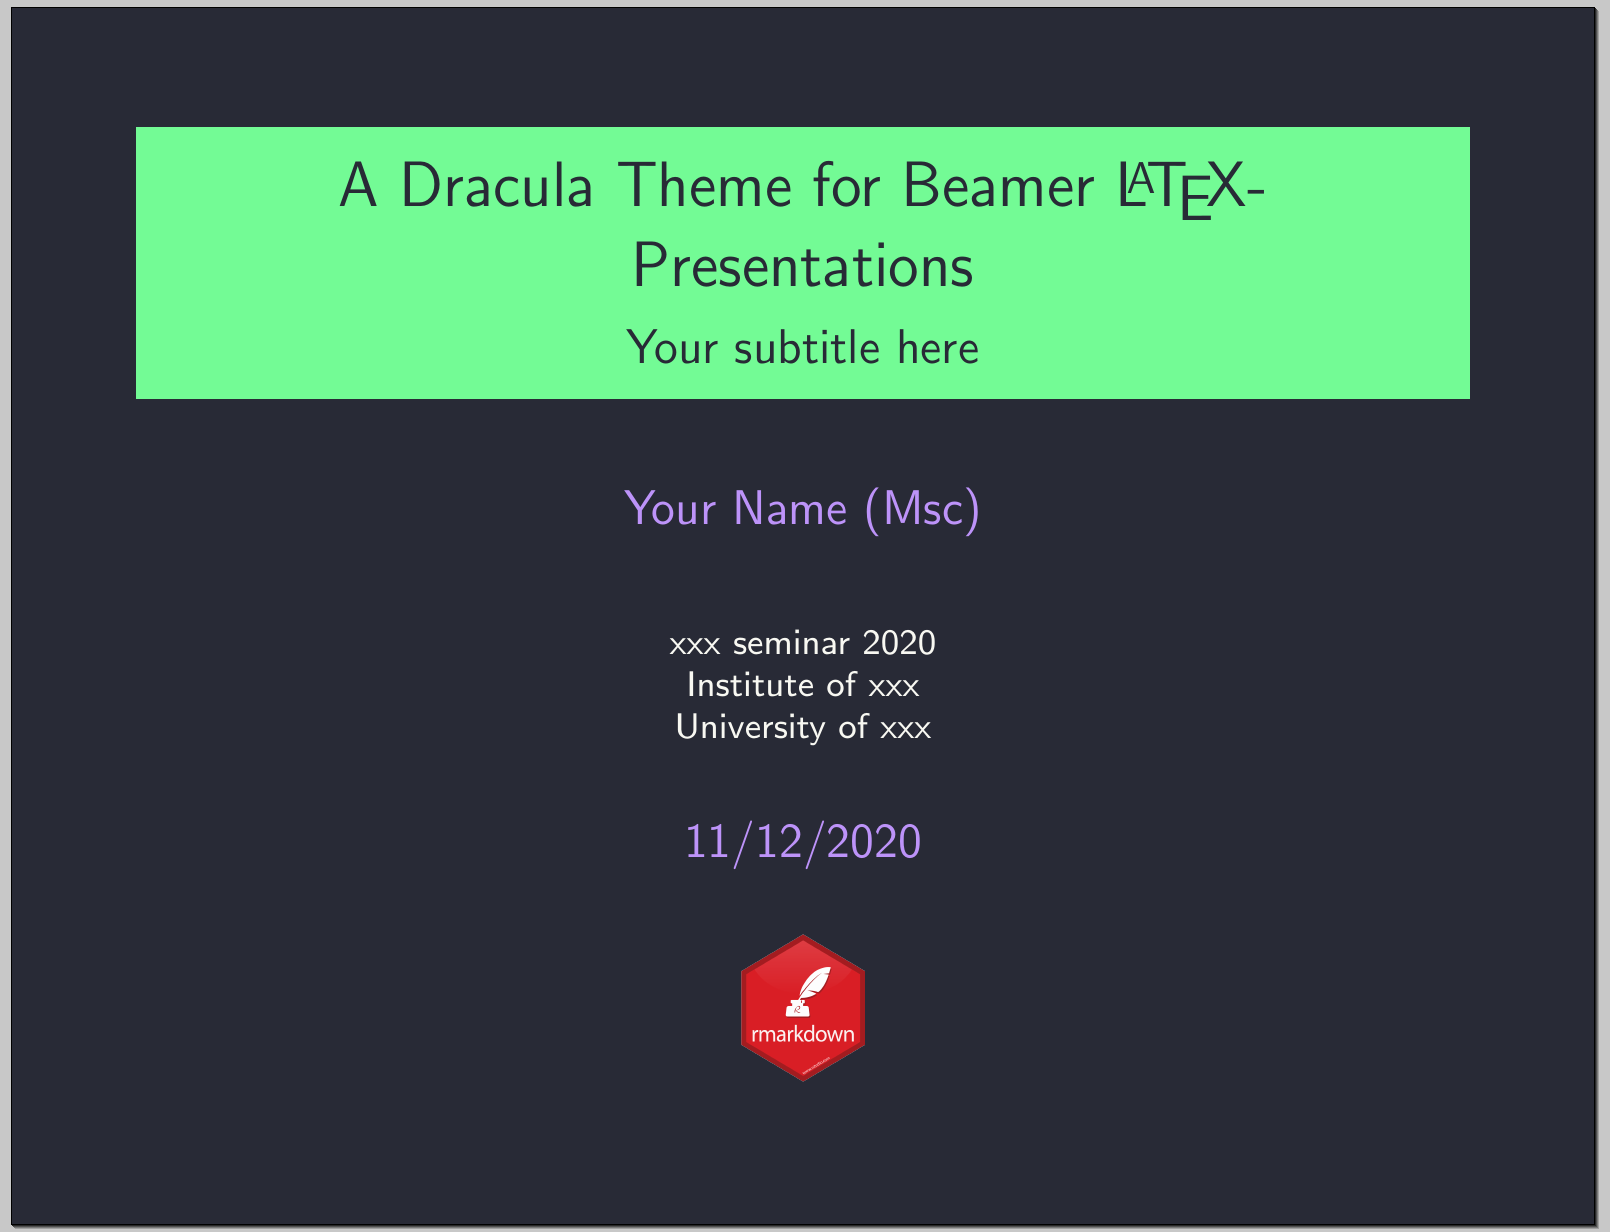 A Dracula Theme for Beamer LATEX-
Presentations
Your subtitle here
Your Name (Msc)
xxx seminar 2020
Institute of xxx
University of xxx
11/12/2020
rmarkdown